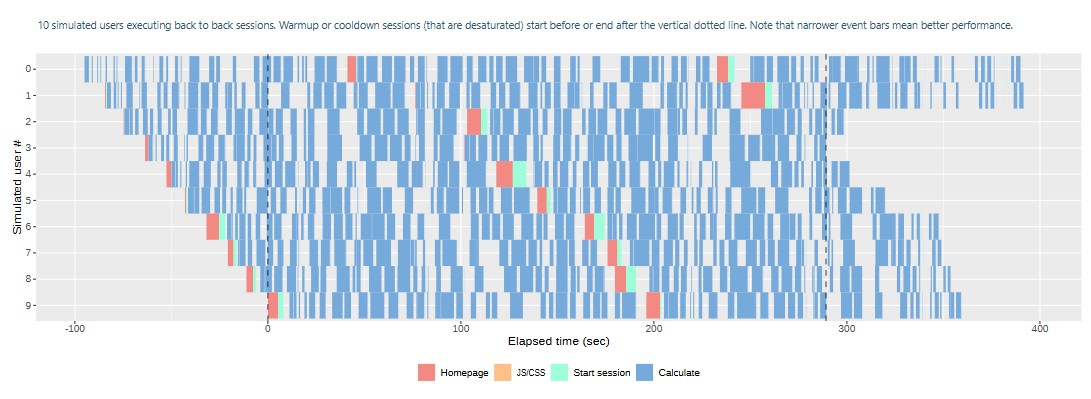 10 simulated users executing back to back sessions. Warmup or cooldown sessions (that are desaturated) start before or end after the vertical dotted line. Note that narrower event bars mean better performance.
Simulated user #
0
1
2
3
4
5
6
7
8
9
-100 0 100 200 300 400
Elapsed time (sec)
Homepage JS/CSS Start session Calculate